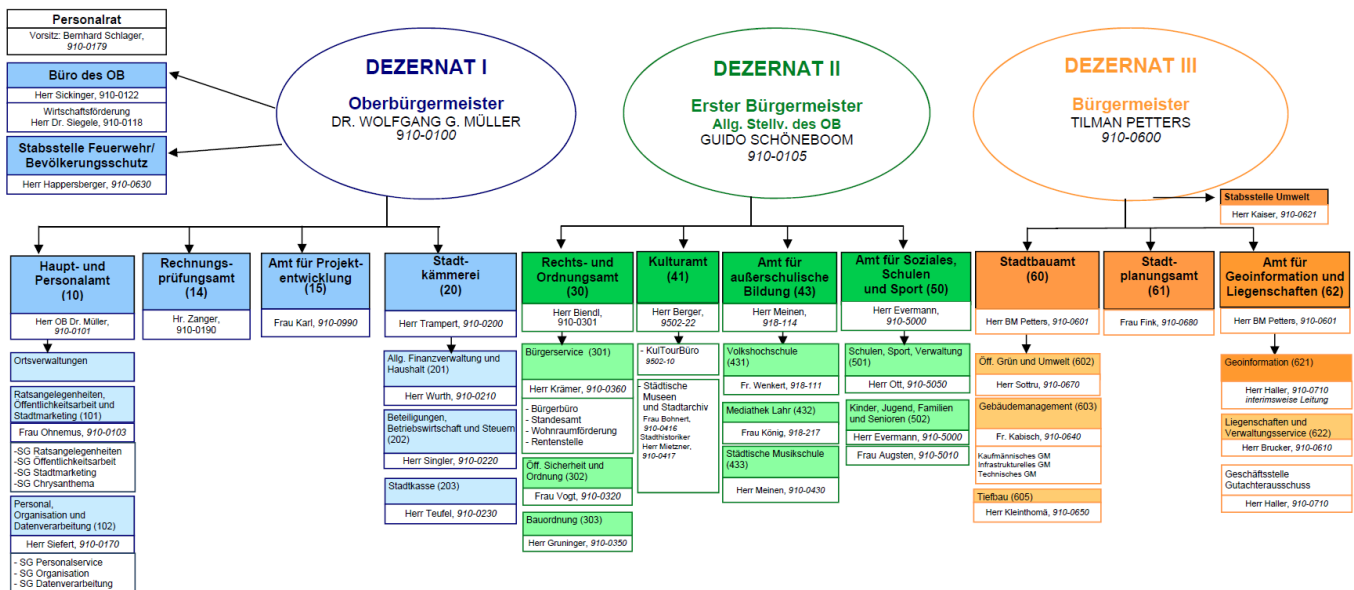 Personalrat
Vorsitz: Bernhard Schlager,
910-0179
Büro des OB
Herr Sickinger, 910-0122
Wirtschaftsförderung
Herr Dr. Siegele, 910-0118
Stabsstelle Feuerwehr/
Bevölkerungsschutz
Herr Happersberger, 910-0630
DEZERNAT I
Oberbürgermeister
DR. WOLFGANG G. MÜLLER
910-0100
DEZERNAT II
Erster Bürgermeister
Allg. Stellv. des OB
GUIDO SCHÖNEBOOM
910-0105
DEZERNAT III
Bürgermeister
TILMAN PETTERS
910-0600
Stabsstelle Umwelt
Herr Kaiser, 910-0621
Haupt- und
Personalamt
(10)
Herr OB Dr. Müller,
910-0101
Ortsverwaltungen
Ratsangelegenheiten,
Öffentlichkeitsarbeit und
Stadtmarketing (101)
Frau Ohnemus, 910-0103
-SG Ratsangelegenheiten
-SG Öffentlichkeitsarbeit
-SG Stadtmarketing
-SG Chrysanthema
Personal,
Organisation und
Datenverarbeitung (102)
Herr Siefert, 910-0170
- SG Personalservice
- SG Organisation
- SG Datenverarbeitung
Rechnungs-
prüfungsamt
(14)
Hr. Zanger,
910-0190
Amt für Projekt-
entwicklung
(15)
Frau Karl, 910-0990
Stadt-
kämmerei
(20)
Herr Trampert, 910-0200
Allg. Finanzverwaltung und
Haushalt (201)
Herr Wurth, 910-0210
Beteiligungen,
Betriebswirtschaft und Steuern
(202)
Herr Singler, 910-0220
Stadtkasse (203)
Herr Teufel, 910-0230
Rechts- und
Ordnungsamt
(30)
Herr Biendl,
910-0301
Bürgerservice (301)
Herr Krämer, 910-0360
- Bürgerbüro
- Standesamt
- Wohnraumförderung
- Rentenstelle
Öff. Sicherheit und
Ordnung (302)
Frau Vogt, 910-0320
Bauordnung (303)
Herr Gruninger, 910-0350
Kulturamt
(41)
Herr Berger,
9502-22
- KulTourBüro
9502-10
- Städtische
Museen
und Stadtarchiv
Frau Bohnert,
910-0416
Stadthistoriker
Herr Mietzner,
910-0417
Amt für
außerschulische
Bildung (43)
Herr Meinen,
918-114
Volkshochschule
(431)
Fr. Wenkert, 918-111
Mediathek Lahr (432)
Frau König, 918-217
Städtische Musikschule
(433)
Herr Meinen, 910-0430
Amt für Soziales,
Schulen
und Sport (50)
Herr Evermann,
910-5000
Schulen, Sport, Verwaltung
(501)
Herr Ott, 910-5050
Kinder, Jugend, Familien
und Senioren (502)
Herr Evermann, 910-5000
Frau Augsten, 910-5010
Stadtbauamt
(60)
Herr BM Petters, 910-0601
Öff. Grün und Umwelt (602)
Herr Sottru, 910-0670
Gebäudemanagement (603)
Fr. Kabisch, 910-0640
Kaufmännisches GM
Infrastrukturelles GM
Technisches GM
Tiefbau (605)
Herr Kleinthomä, 910-0650
Stadt-
planungsamt
(61)
Frau Fink, 910-0680
Amt für
Geoinformation und
Liegenschaften (62)
Herr BM Petters, 910-0601
Geoinformation (621)
Herr Haller, 910-0710
interimsweise Leitung
Liegenschaften und
Verwaltungsservice (622)
Herr Brucker, 910-0610
Geschäftsstelle
Gutachterausschuss
Herr Haller, 910-0710